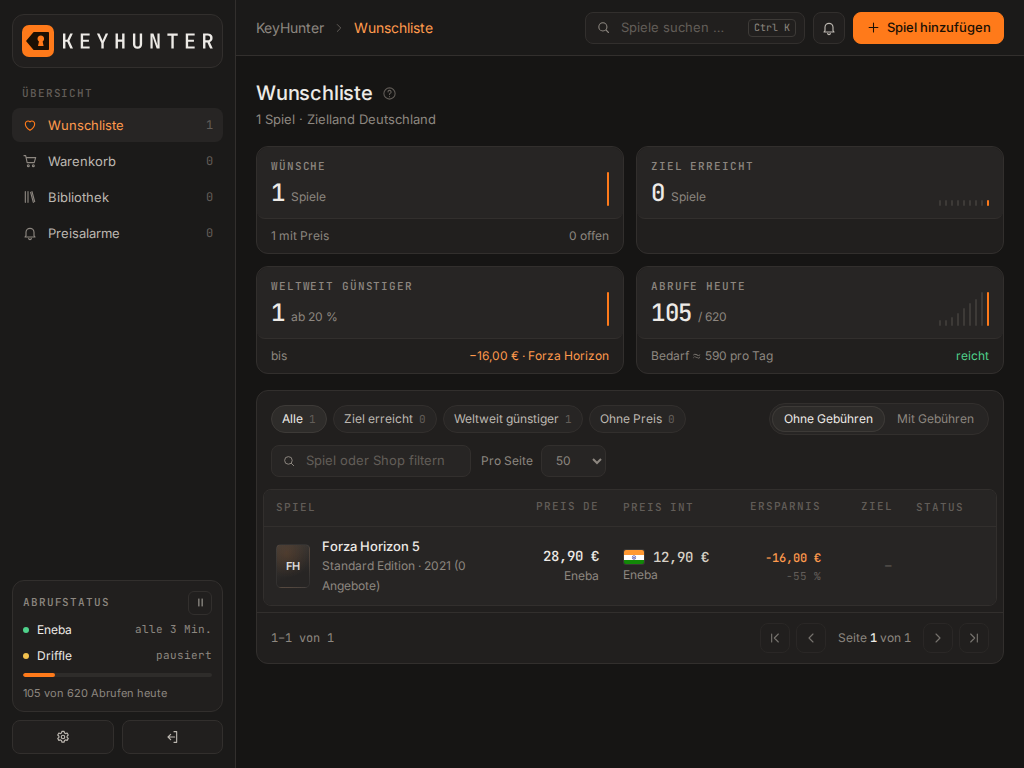 KEYHUNTER
ÜBERSICHT
Wunschliste 1
Warenkorb 0
Bibliothek 0
Preisalarme 0
ABRUFSTATUS
Eneba alle 3 Min.
Driffle pausiert
105 von 620 Abrufen heute
KeyHunter Wunschliste
Spiele suchen ... Ctrl K
Spiel hinzufügen
Wunschliste
1 Spiel · Zielland Deutschland
WÜNSCHE
1 Spiele
1 mit Preis 0 offen
ZIEL ERREICHT
0 Spiele
WELTWEIT GÜNSTIGER
1 ab 20 %
bis −16,00 € · Forza Horizon
ABRUFE HEUTE
105 / 620
Bedarf ≈ 590 pro Tag reicht
Alle 1 Ziel erreicht 0 Weltweit günstiger 1 Ohne Preis 0 Ohne Gebühren Mit Gebühren
Spiel oder Shop filtern Pro Seite 50
SPIEL PREIS DE PREIS INT ERSPARNIS ZIEL STATUS
FH
Forza Horizon 5
Standard Edition · 2021 (0
Angebote)
28,90 €
Eneba
12,90 €
Eneba
-16,00 €
-55 %
—
1–1 von 1 Seite 1 von 1